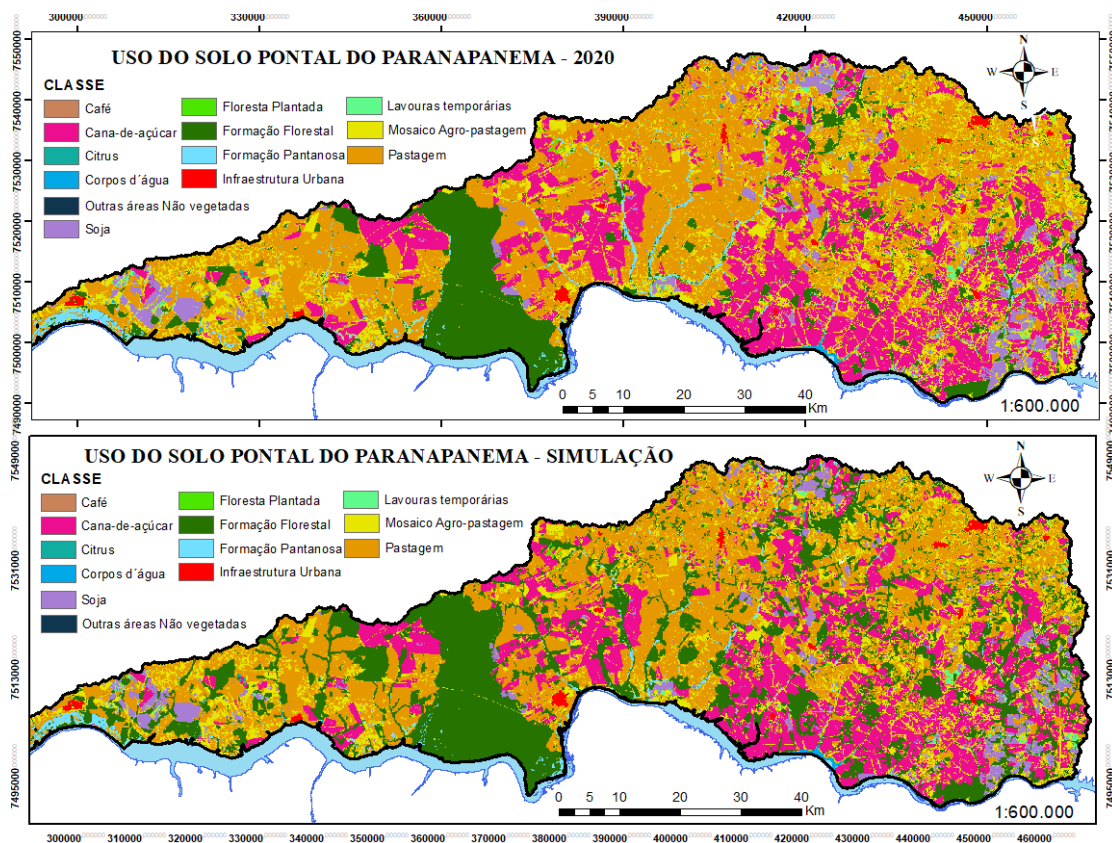 300000 330000 360000 390000 420000 450000
USO DO SOLO PONTAL DO PARANAPANEMA - 2020
N
W E
S
CLASSE
Café
Cana-de-açúcar
Citrus
Corpos d´água
Outras áreas Não vegetadas
Soja
Floresta Plantada
Formação Florestal
Formação Pantanosa
Infraestrutura Urbana
Lavouras temporárias
Mosaico Agro-pastagem
Pastagem
7550000
7540000
7530000
7520000
7510000
7500000
7490000
0 5 10 20 30 40
Km
1:600.000
USO DO SOLO PONTAL DO PARANAPANEMA - SIMULAÇÃO
N
W E
S
CLASSE
Café
Cana-de-açúcar
Citrus
Corpos d´água
Soja
Outras áreas Não vegetadas
Floresta Plantada
Formação Florestal
Formação Pantanosa
Infraestrutura Urbana
Lavouras temporárias
Mosaico Agro-pastagem
Pastagem
7549000
7531000
7513000
7495000
7549000
7531000
7513000
7495000
0 5 10 20 30 40
Km
1:600.000
300000 310000 320000 330000 340000 350000 360000 370000 380000 390000 400000 410000 420000 430000 440000 450000 460000